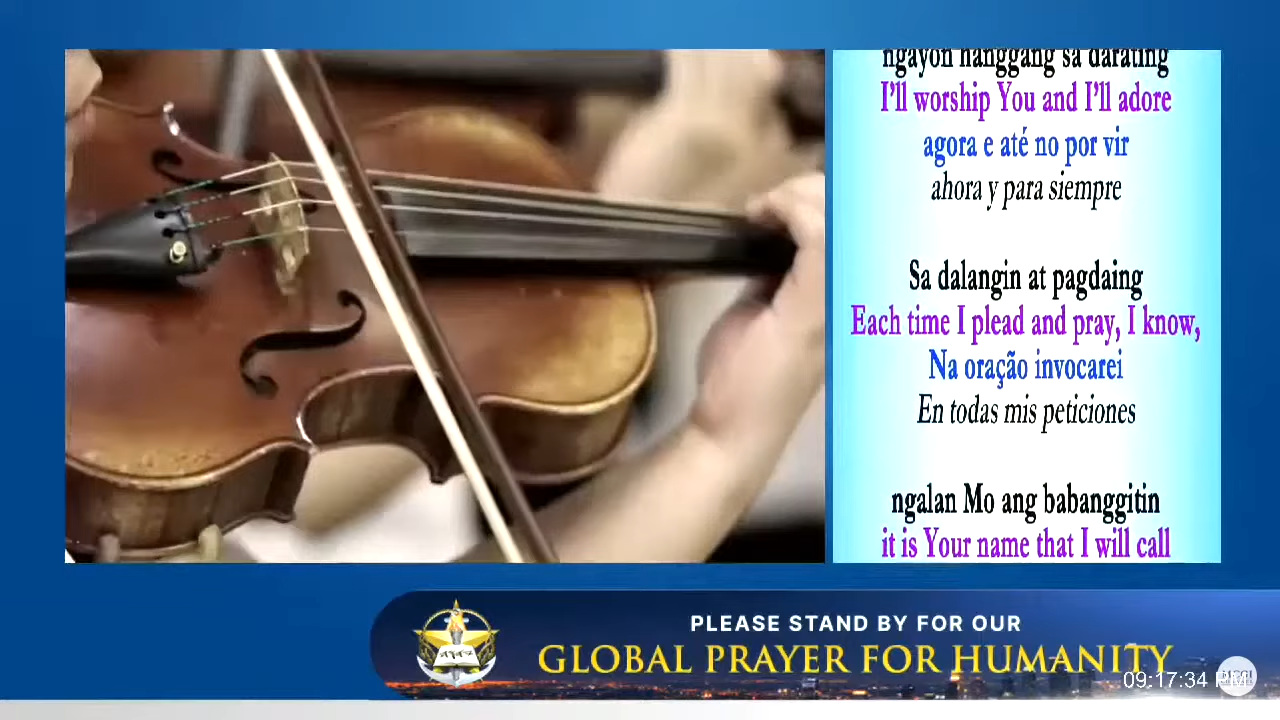 ngayon hanggang sa darating
I'll worship You and I'll adore
agora e até no por vir
ahora y para siempre
Sa dalangin at pagdaing
Each time I plead and pray, I know,
Na oração invocarei
En todas mis peticiones
ngalan Mo ang babanggitin
it is Your name that I will call
PLEASE STAND BY FOR OUR
GLOBAL PRAYER FOR HUMANITY
09:17:34 PM